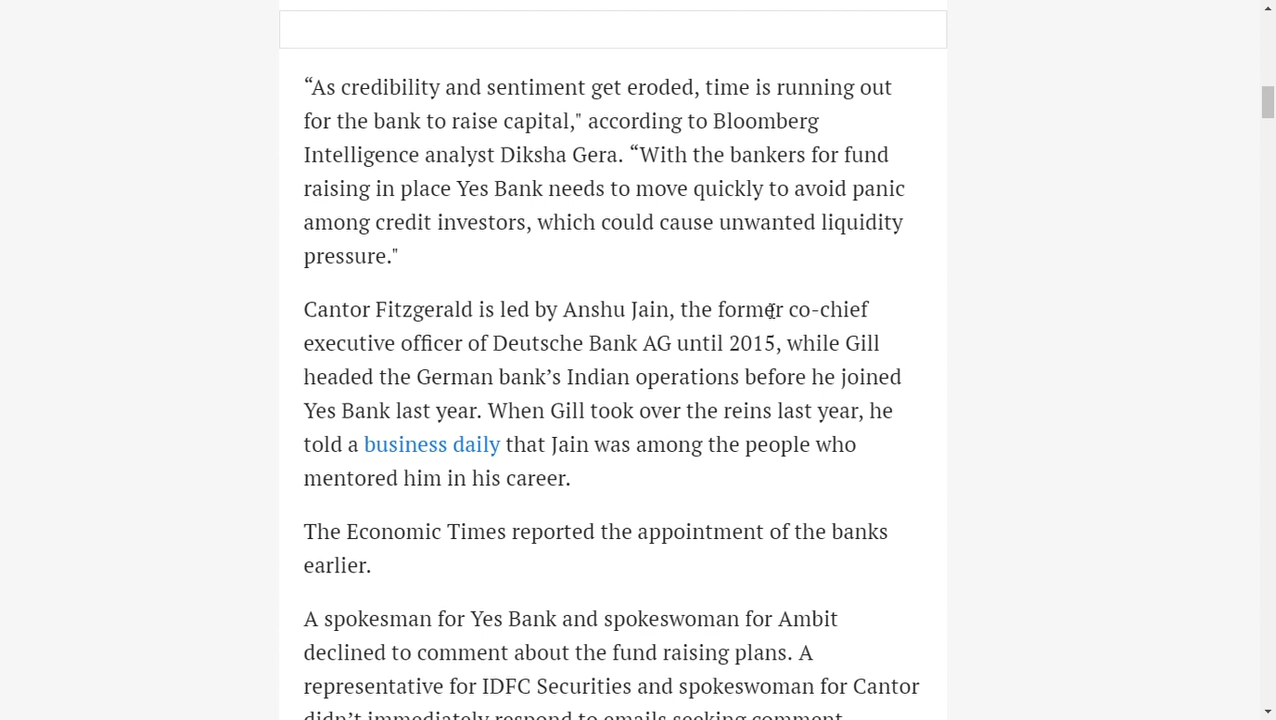 “As credibility and sentiment get eroded, time is running out
for the bank to raise capital," according to Bloomberg
Intelligence analyst Diksha Gera. “With the bankers for fund
raising in place Yes Bank needs to move quickly to avoid panic
among credit investors, which could cause unwanted liquidity
pressure."
Cantor Fitzgerald is led by Anshu Jain, the former co-chief
executive officer of Deutsche Bank AG until 2015, while Gill
headed the German bank’s Indian operations before he joined
Yes Bank last year. When Gill took over the reins last year, he
told a business daily that Jain was among the people who
mentored him in his career.
The Economic Times reported the appointment of the banks
earlier.
A spokesman for Yes Bank and spokeswoman for Ambit
declined to comment about the fund raising plans. A
representative for IDFC Securities and spokeswoman for Cantor
didn’t immediately respond to emails seeking comment.